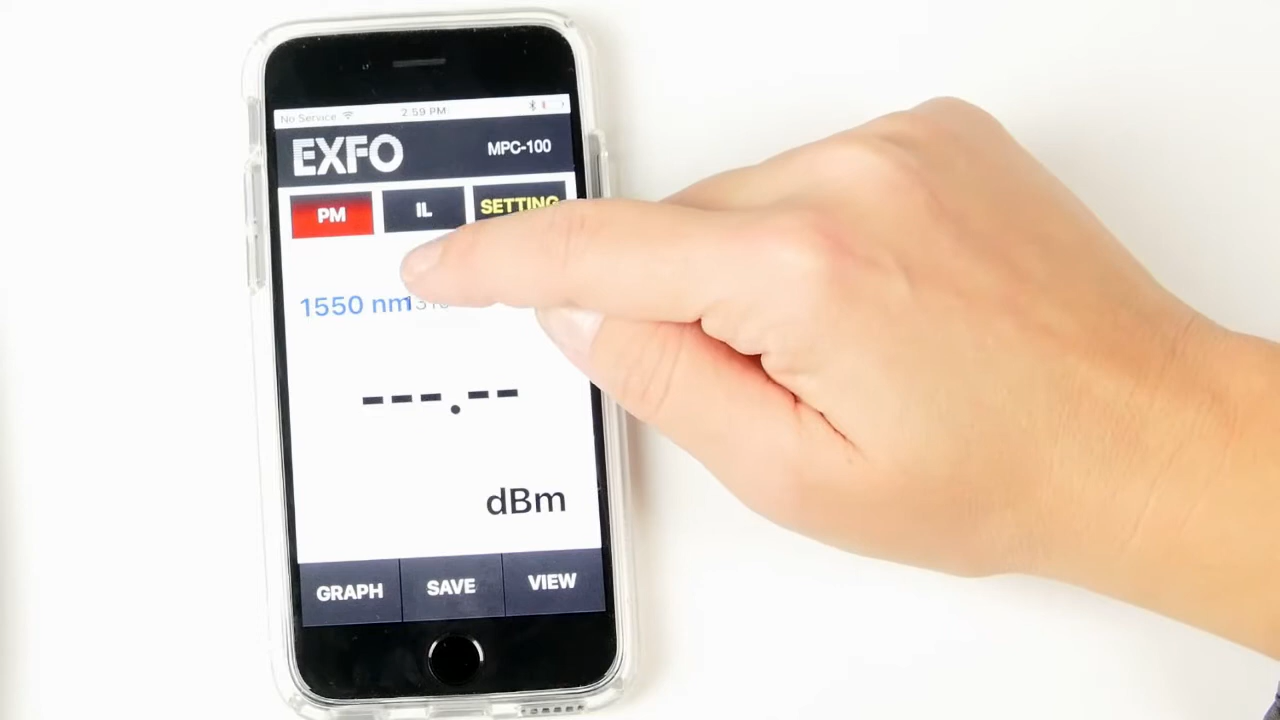 No Service 2:59 PM
EXFO MPC-100
PM IL SETTING
1550 nm
---.--
dBm
GRAPH SAVE VIEW